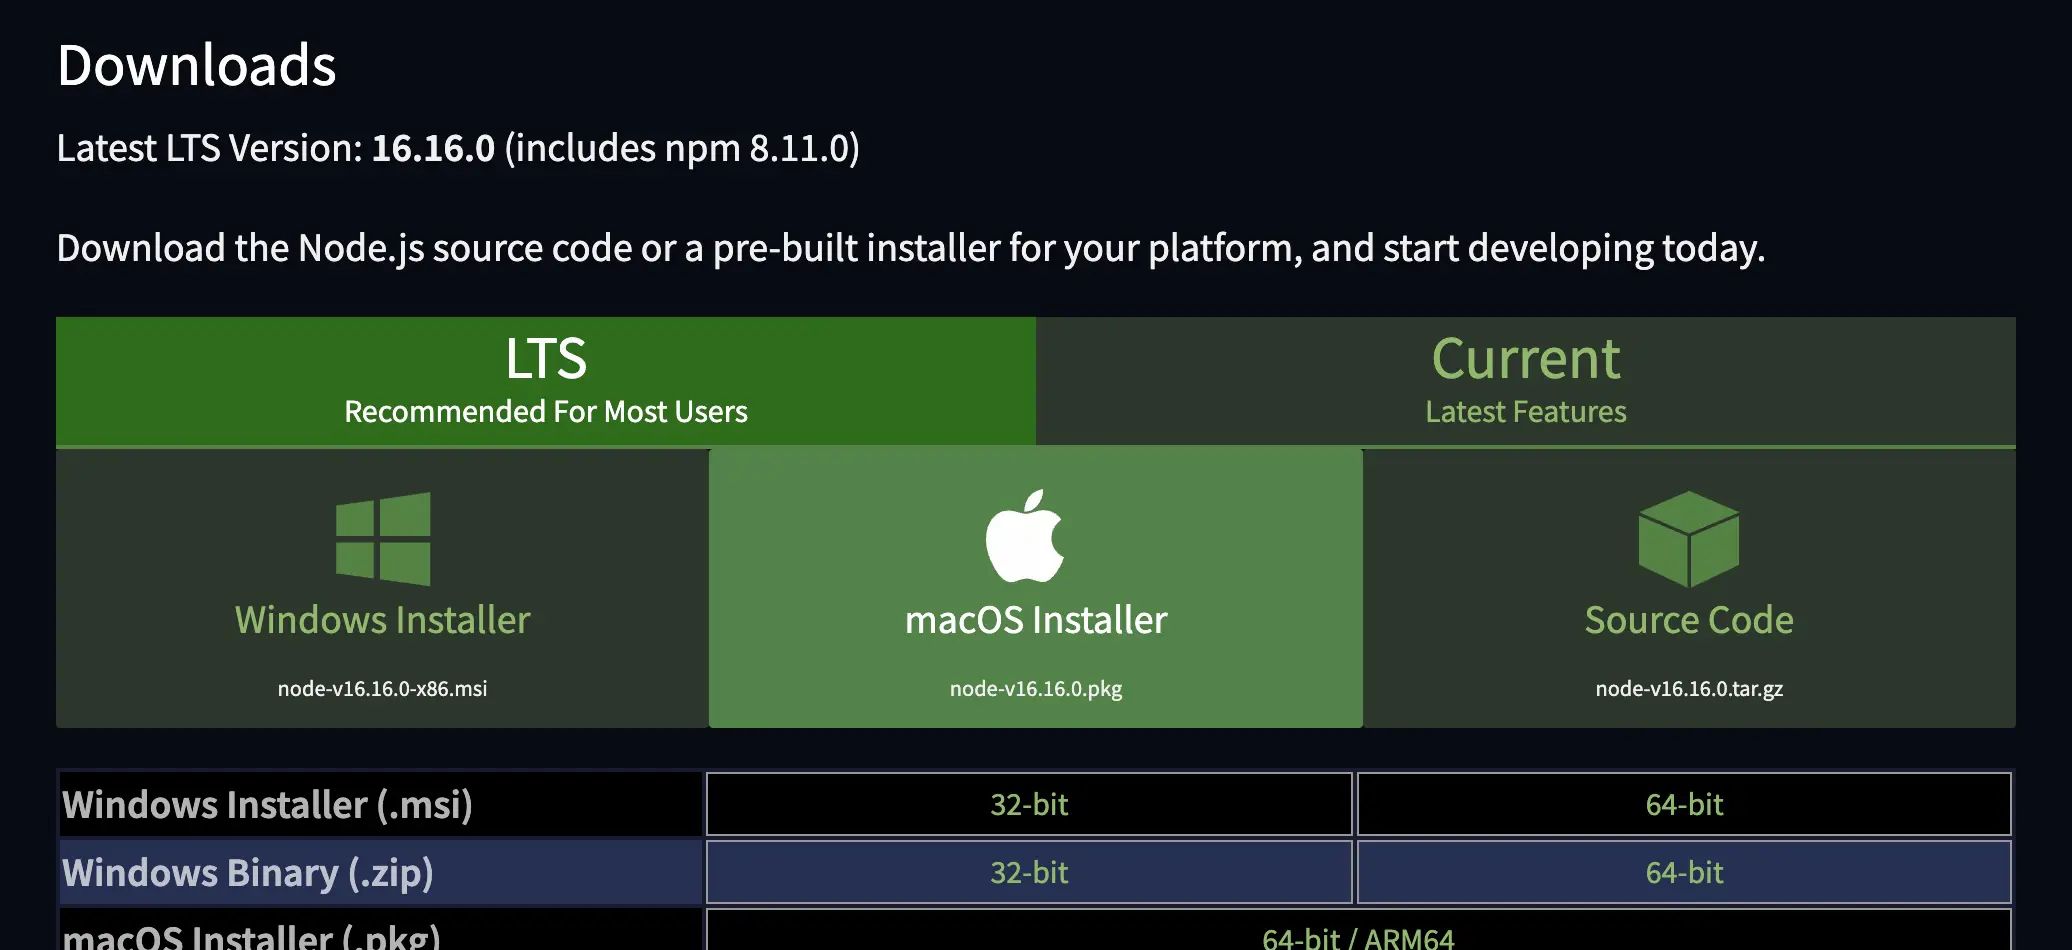 Downloads
Latest LTS Version: 16.16.0 (includes npm 8.11.0)
Download the Node.js source code or a pre-built installer for your platform, and start developing today.
LTS
Recommended For Most Users
Current
Latest Features
Windows Installer
node-v16.16.0-x86.msi
macOS Installer
node-v16.16.0.pkg
Source Code
node-v16.16.0.tar.gz
Windows Installer (.msi) 32-bit 64-bit
Windows Binary (.zip) 32-bit 64-bit
macOS Installer (.pkg) 64-bit / ARM64